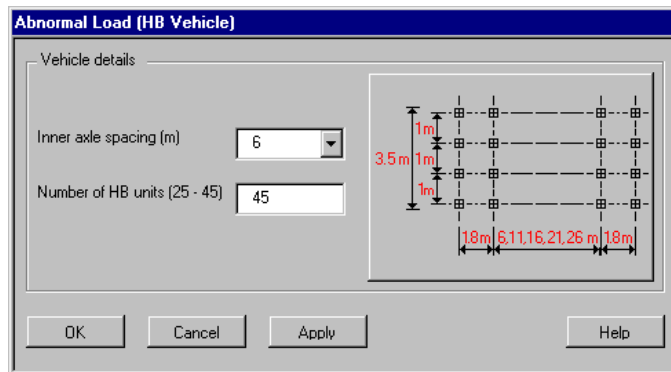 Abnormal Load (HB Vehicle)
Vehicle details
Inner axle spacing (m)
6
Number of HB units (25 - 45)
45
1m
3.5 m 1m
1m
1.8m 6,11,16,21,26 m 1.8m
OK Cancel Apply Help